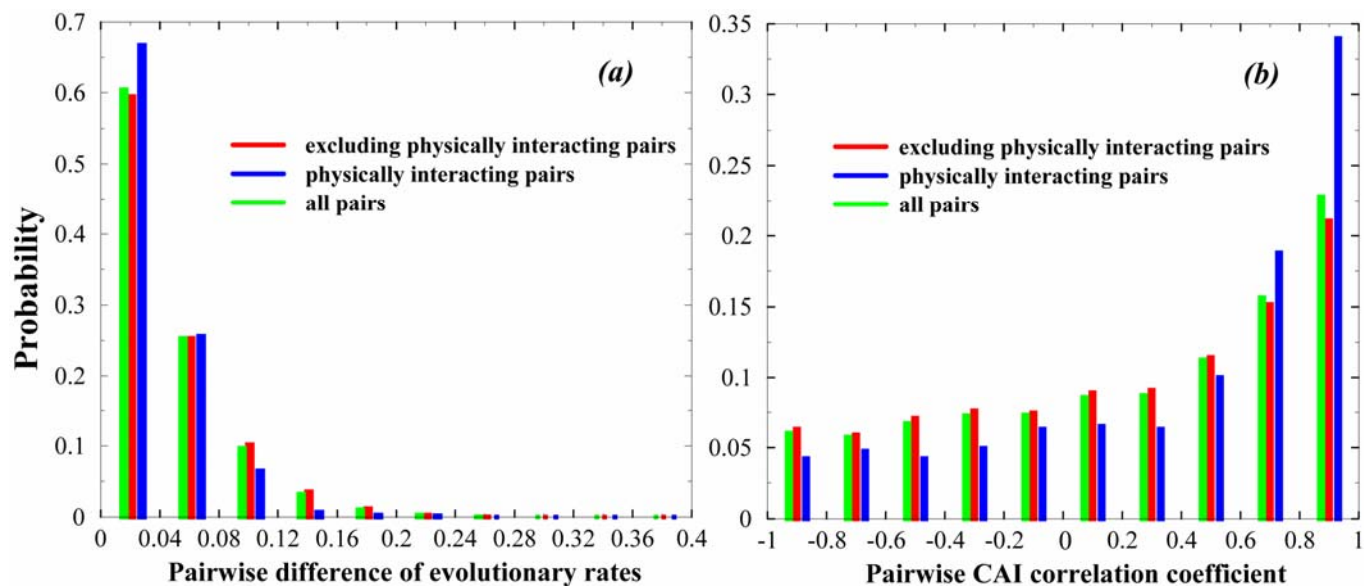 0.7
0.6
0.5
0.4
0.3
0.2
0.1
0
Probability
(a)
excluding physically interacting pairs
physically interacting pairs
all pairs
0 0.04 0.08 0.12 0.16 0.2 0.24 0.28 0.32 0.36 0.4
Pairwise difference of evolutionary rates
0.35
0.3
0.25
0.2
0.15
0.1
0.05
0
(b)
excluding physically interacting pairs
physically interacting pairs
all pairs
-1 -0.8 -0.6 -0.4 -0.2 0 0.2 0.4 0.6 0.8 1
Pairwise CAI correlation coefficient